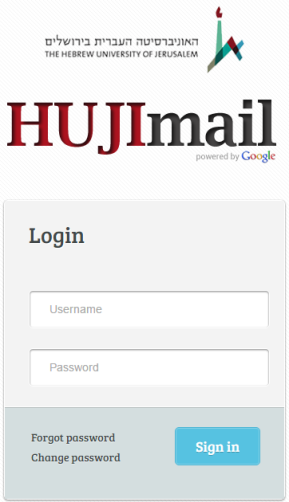 האוניברסיטה העברית בירושלים
THE HEBREW UNIVERSITY OF JERUSALEM
HUJImail
powered by Google
Login
Username
Password
Forgot password
Change password
Sign in